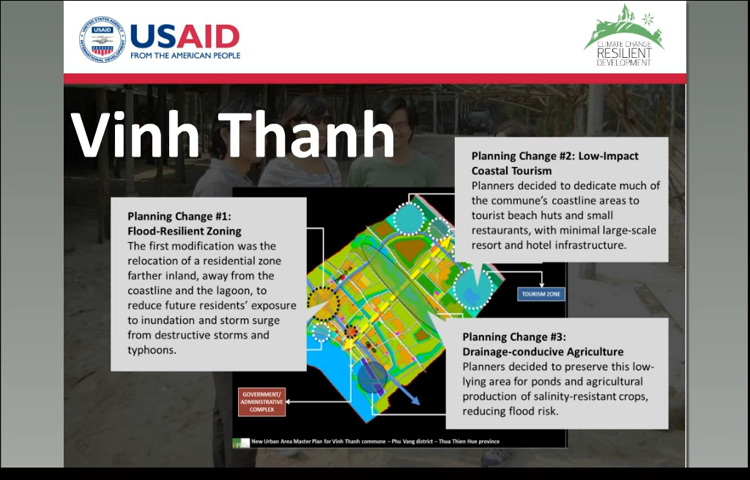 USAID
UNITED STATES AGENCY
INTERNATIONAL DEVELOPMENT
USAID
FROM THE AMERICAN PEOPLE
CLIMATE CHANGE
RESILIENT
DEVELOPMENT
Vinh Thanh
Planning Change #1:
Flood-Resilient Zoning
The first modification was the
relocation of a residential zone
farther inland, away from the
coastline and the lagoon, to
reduce future residents’ exposure
to inundation and storm surge
from destructive storms and
typhoons.
Planning Change #2: Low-Impact
Coastal Tourism
Planners decided to dedicate much of
the commune’s coastline areas to
tourist beach huts and small
restaurants, with minimal large-scale
resort and hotel infrastructure.
TOURISM ZONE
Planning Change #3:
Drainage-conducive Agriculture
Planners decided to preserve this low-
lying area for ponds and agricultural
production of salinity-resistant crops,
reducing flood risk.
GOVERNMENT/
ADMINISTRATIVE
COMPLEX
New Urban Area Master Plan for Vinh Thanh commune – Phu Vang district – Thua Thien Hue province